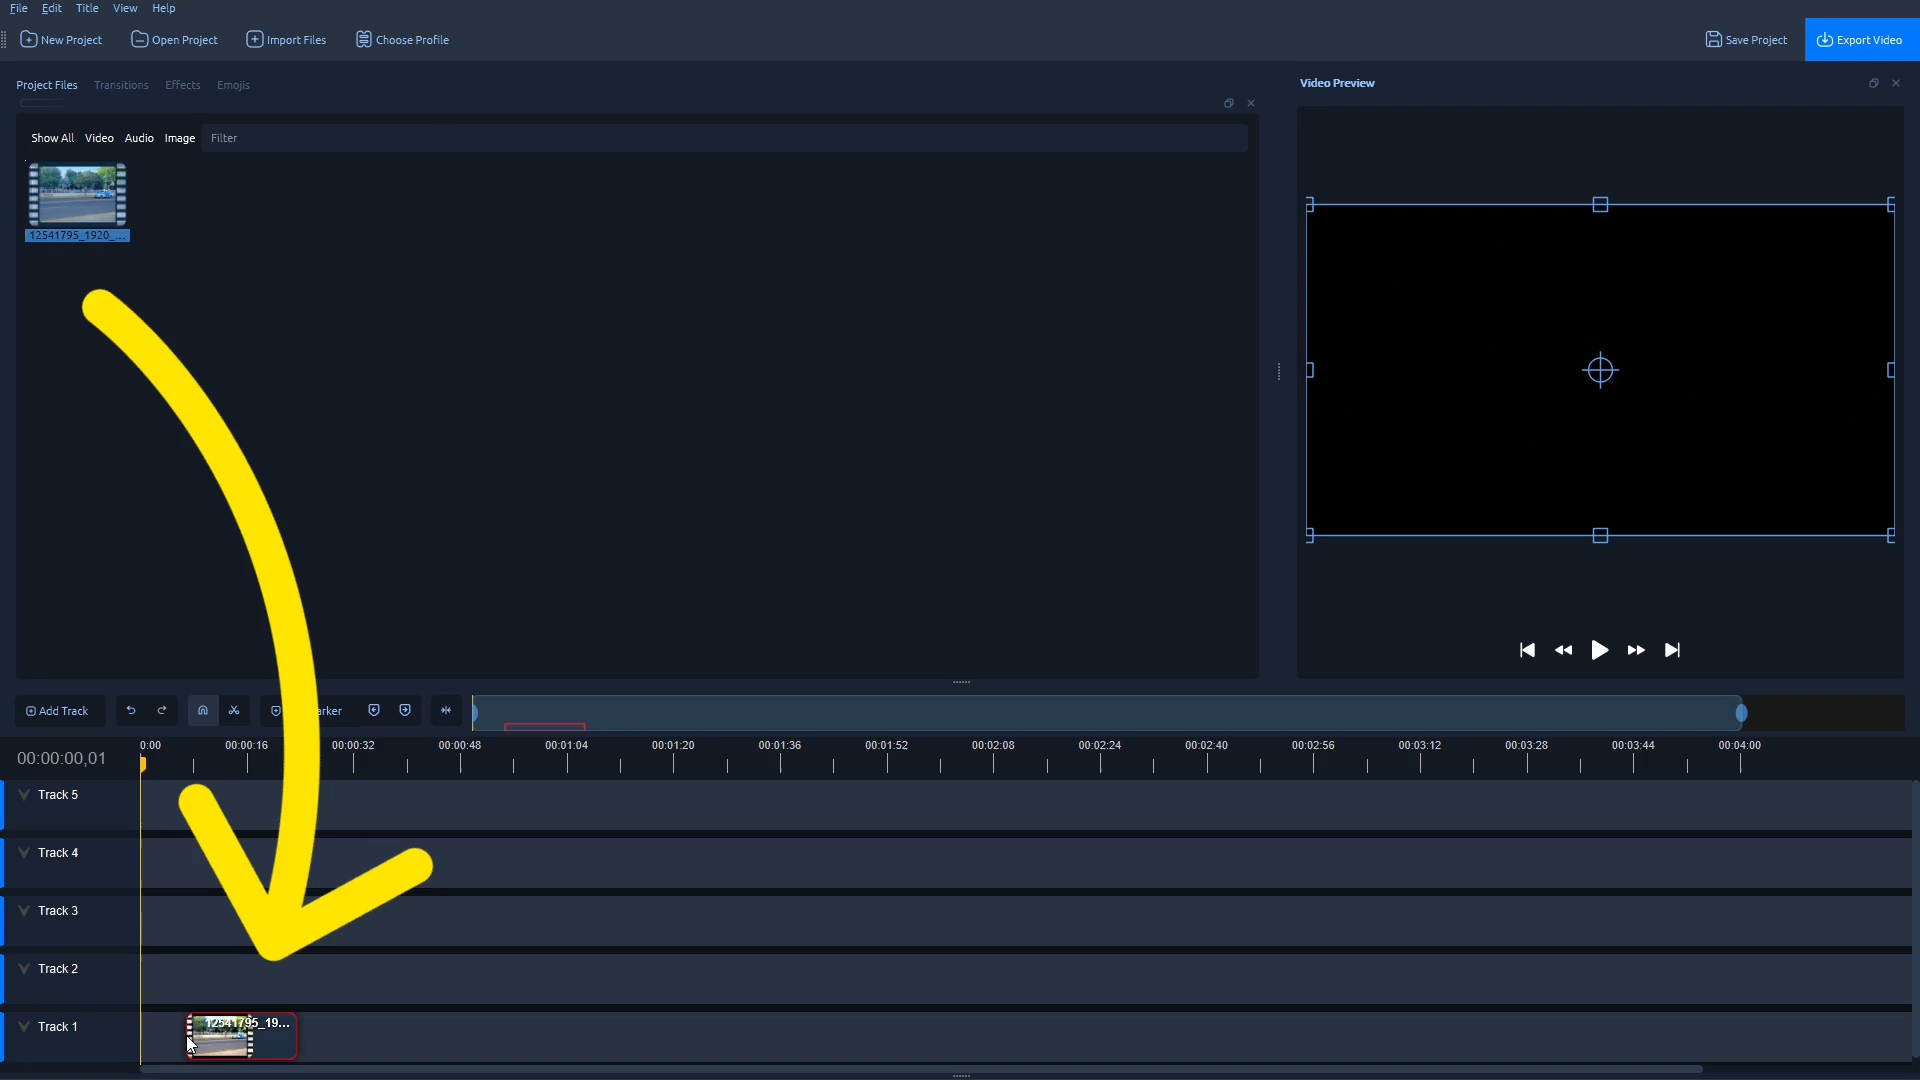 File Edit Title View Help
New Project Open Project Import Files Choose Profile Save Project Export Video
Project Files Transitions Effects Emojis
Video Preview
Show All Video Audio Image Filter
12541795_1920_...
Add Track arker
00:00:00,01
0:00 00:00:16 00:00:32 00:00:48 00:01:04 00:01:20 00:01:36 00:01:52 00:02:08 00:02:24 00:02:40 00:02:56 00:03:12 00:03:28 00:03:44 00:04:00
Track 5
Track 4
Track 3
Track 2
Track 1
12541795_19...